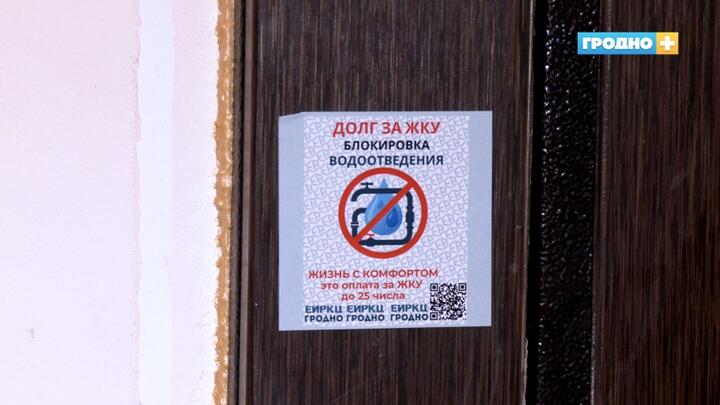 ГРОДНО +
ДОЛГ ЗА ЖКУ
БЛОКИРОВКА
ВОДООТВЕДЕНИЯ
ЖИЗНЬ С КОМФОРТОМ
это оплата за ЖКУ
до 25 числа
ЕИРКЦ ЕИРКЦ ЕИРКЦ
ГРОДНО ГРОДНО ГРОДНО